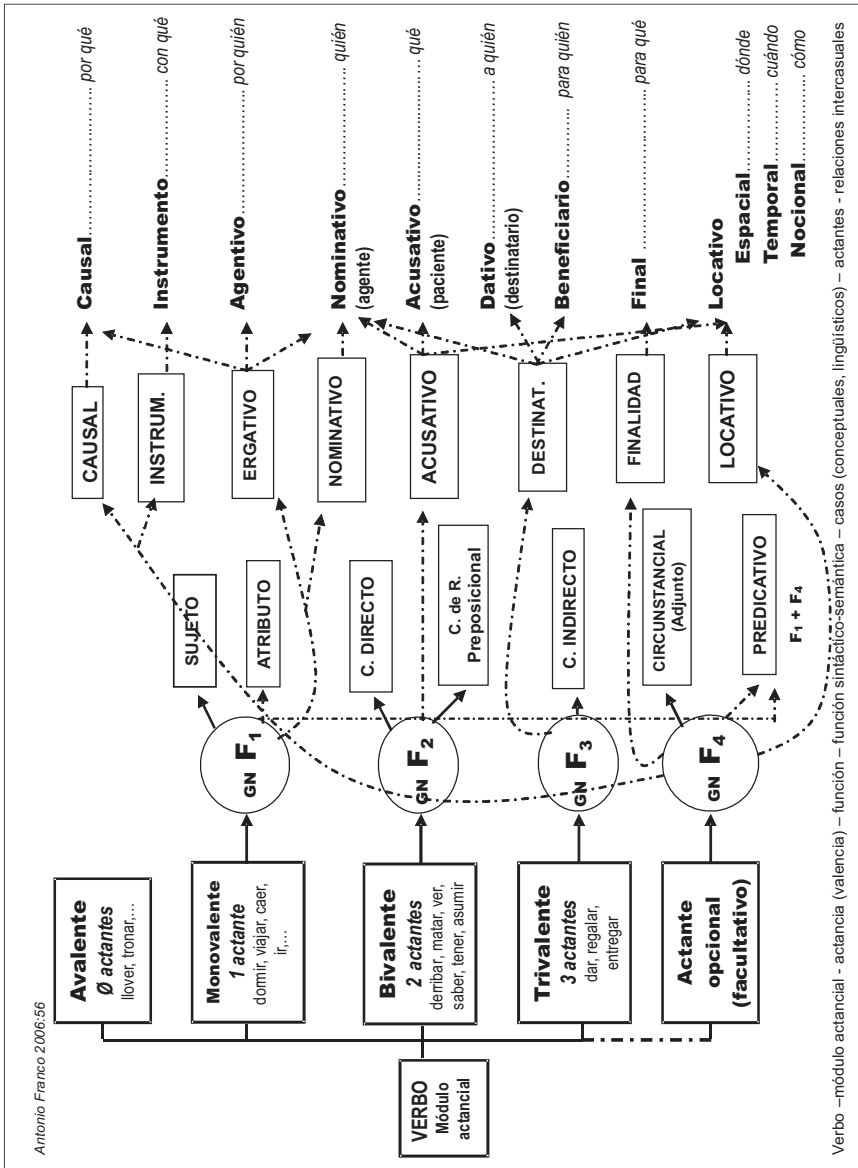 Antonio Franco 2006:56
VERBO
Módulo
actancial
Avalente
Ø actantes
llover, tronar,...
Monovalente
1 actante
dormir, viajar, caer,
ir,...
Bivalente
2 actantes
derribar, matar, ver,
saber, tener, asumir
Trivalente
3 actantes
dar, regalar,
entregar
Actante
opcional
(facultativo)
GN F1
GN F2
GN F3
GN F4
SUJETO
ATRIBUTO
C. DIRECTO
C. de R.
Preposicional
C. INDIRECTO
CIRCUNSTANCIAL
(Adjunto)
PREDICATIVO
F1 + F4
CAUSAL
INSTRUM.
ERGATIVO
NOMINATIVO
ACUSATIVO
DESTINAT.
FINALIDAD
LOCATIVO
Causal.................... por qué
Instrumento............ con qué
Agentivo................. por quién
Nominativo............. quién
(agente)
Acusativo............... qué
(paciente)
Dativo.................... a quién
(destinatario)
Beneficiario........... para quién
Final ..................... para qué
Locativo
Espacial............. dónde
Temporal........... cuándo
Nocional............ cómo
Verbo –módulo actancial - actancia (valencia) – función – función sintáctico-semántica – casos (conceptuales, lingüísticos) – actantes - relaciones intercasuales